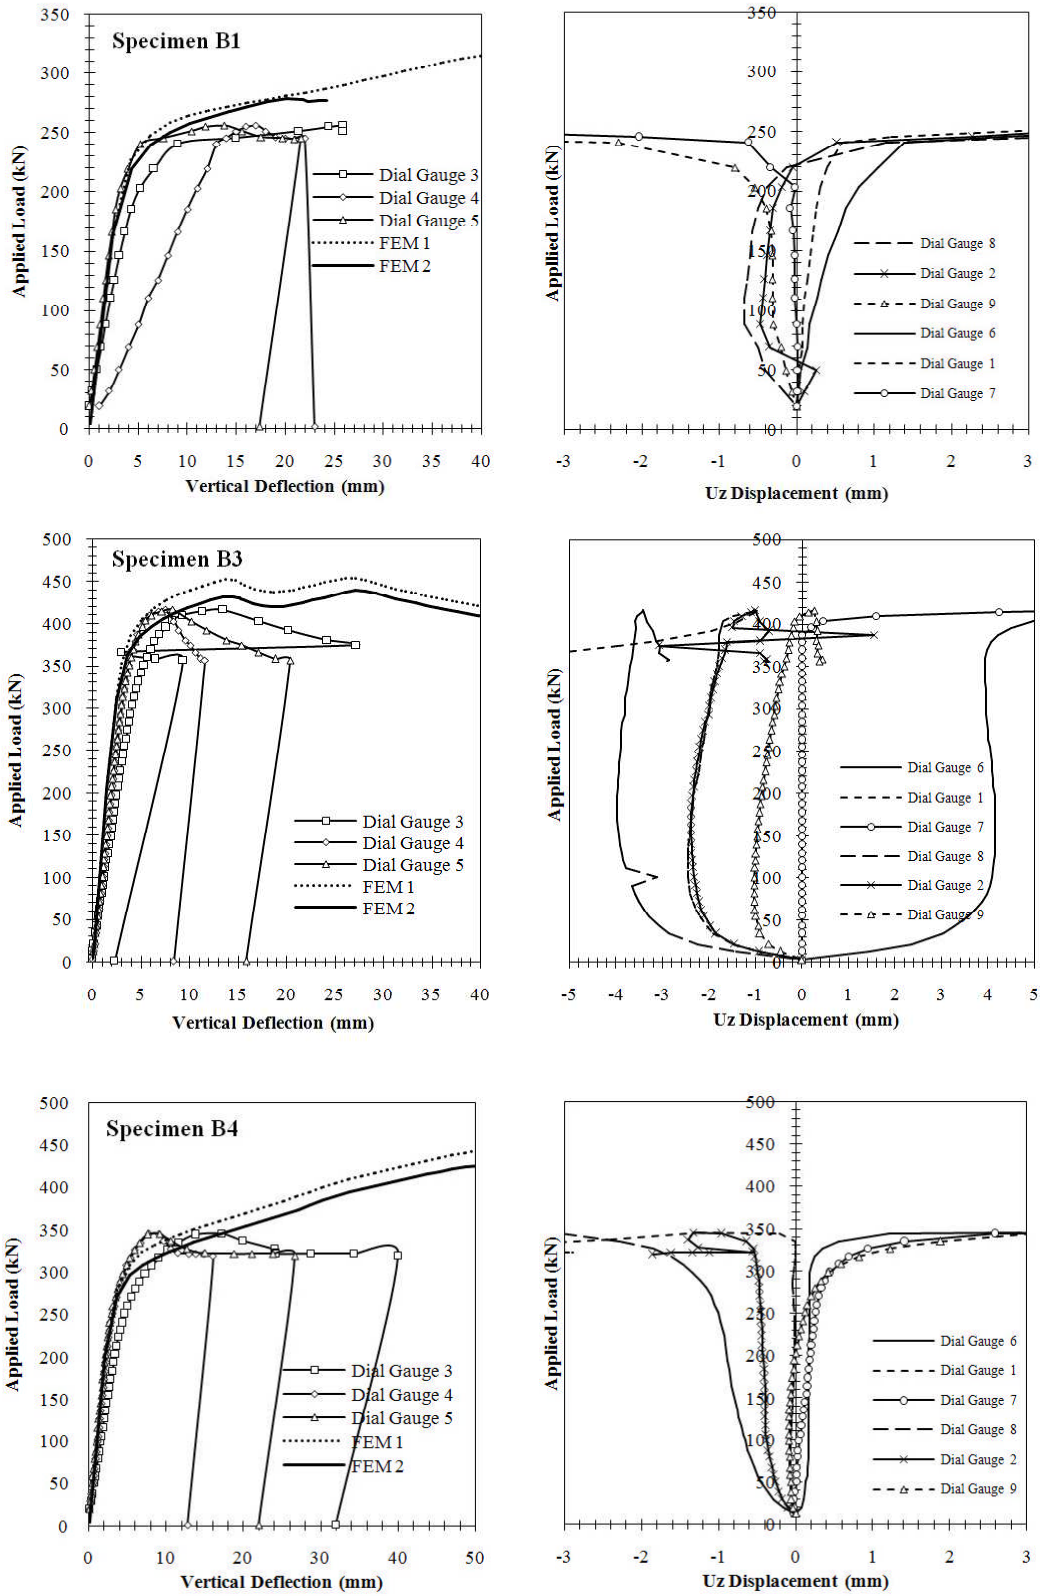 Specimen B1
350
300
250
200
150
100
50
0
Applied Load (kN)
Dial Gauge 3
Dial Gauge 4
Dial Gauge 5
FEM 1
FEM 2
0 5 10 15 20 25 30 35 40
Vertical Deflection (mm)
350
300
250
200
150
100
50
0
Applied Load (kN)
Dial Gauge 8
Dial Gauge 2
Dial Gauge 9
Dial Gauge 6
Dial Gauge 1
Dial Gauge 7
-3 -2 -1 0 1 2 3
Uz Displacement (mm)
Specimen B3
500
450
400
350
300
250
200
150
100
50
0
Applied Load (kN)
Dial Gauge 3
Dial Gauge 4
Dial Gauge 5
FEM 1
FEM 2
0 5 10 15 20 25 30 35 40
Vertical Deflection (mm)
500
450
400
350
300
250
200
150
100
50
0
Applied Load (kN)
Dial Gauge 6
Dial Gauge 1
Dial Gauge 7
Dial Gauge 8
Dial Gauge 2
Dial Gauge 9
-5 -4 -3 -2 -1 0 1 2 3 4 5
Uz Displacement (mm)
Specimen B4
500
450
400
350
300
250
200
150
100
50
0
Applied Load (kN)
Dial Gauge 3
Dial Gauge 4
Dial Gauge 5
FEM 1
FEM 2
0 10 20 30 40 50
Vertical Deflection (mm)
500
450
400
350
300
250
200
150
100
50
0
Applied Load (kN)
Dial Gauge 6
Dial Gauge 1
Dial Gauge 7
Dial Gauge 8
Dial Gauge 2
Dial Gauge 9
-3 -2 -1 0 1 2 3
Uz Displacement (mm)